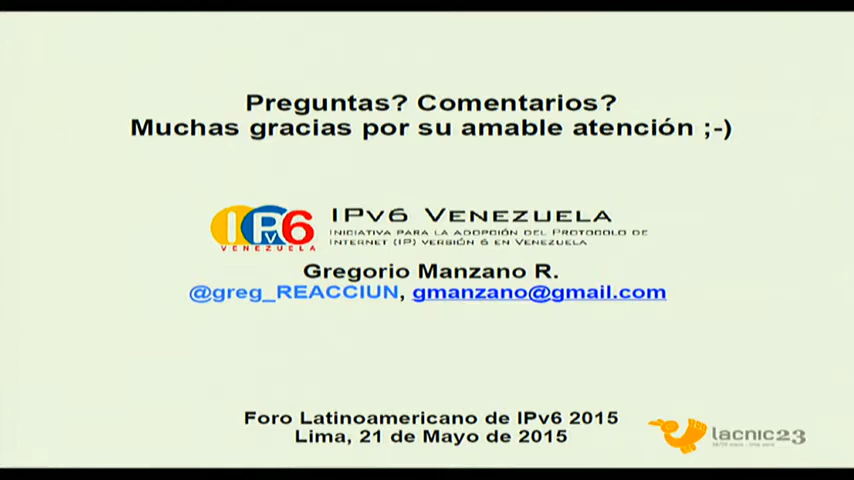 Preguntas? Comentarios?
Muchas gracias por su amable atención ;-)
IPv6
VENEZUELA
IPv6 VENEZUELA
INICIATIVA PARA LA ADOPCIÓN DEL PROTOCOLO DE
INTERNET (IP) VERSIÓN 6 EN VENEZUELA
Gregorio Manzano R.
@greg_REACCIUN, gmanzano@gmail.com
Foro Latinoamericano de IPv6 2015
Lima, 21 de Mayo de 2015
lacnic23